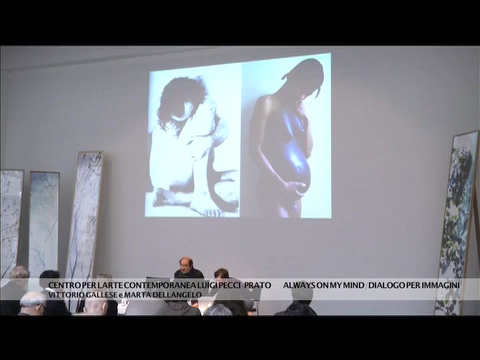 CENTRO PER LARTE CONTEMPORANEA LUIGI PECCI PRATO ALWAYS ON MY MIND / DIALOGO PER IMMAGINI
VITTORIO GALLESE e MARTA DELLANGELO